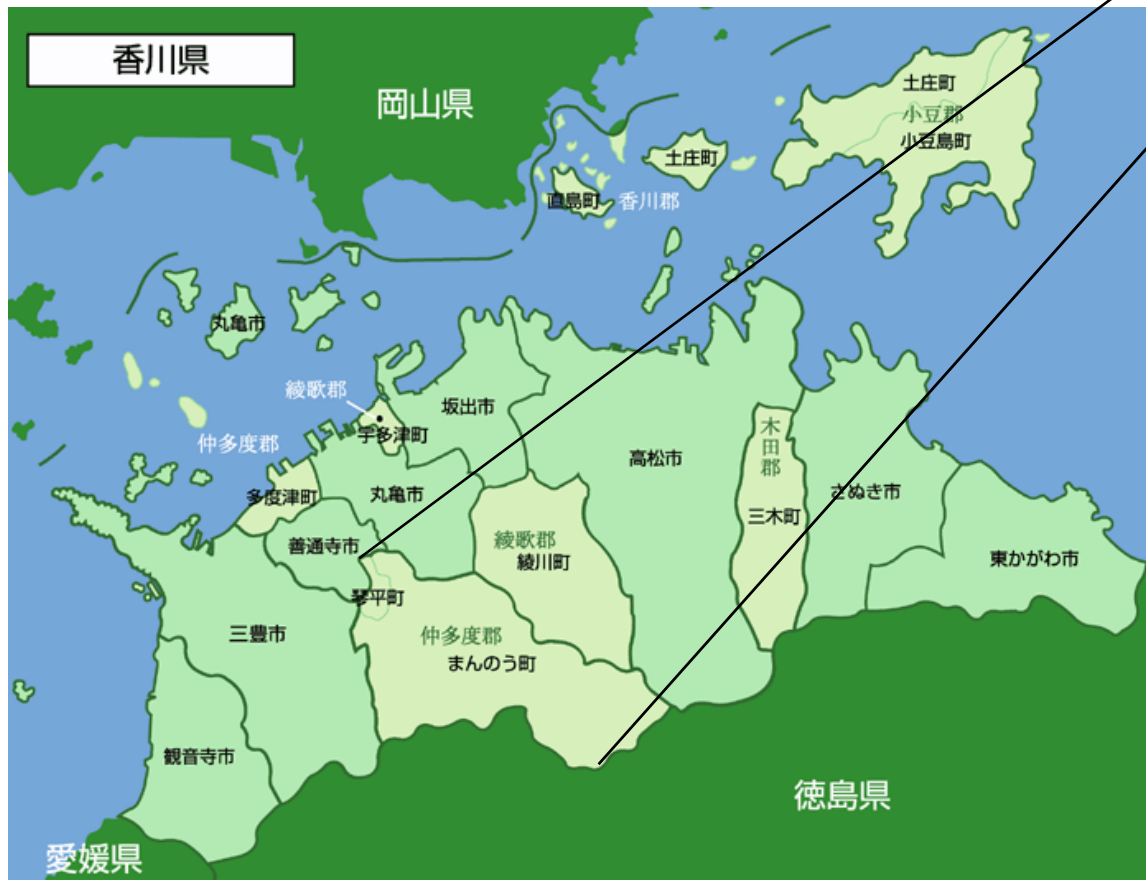 香川県
岡山県
土庄町
小豆郡
小豆島町
土庄町
直島町
香川郡
丸亀市
綾歌郡
宇多津町
坂出市
仲多度郡
多度津町
丸亀市
高松市
木田郡
三木町
さぬき市
善通寺市
綾歌郡
綾川町
東かがわ市
琴平町
三豊市
仲多度郡
まんのう町
観音寺市
徳島県
愛媛県